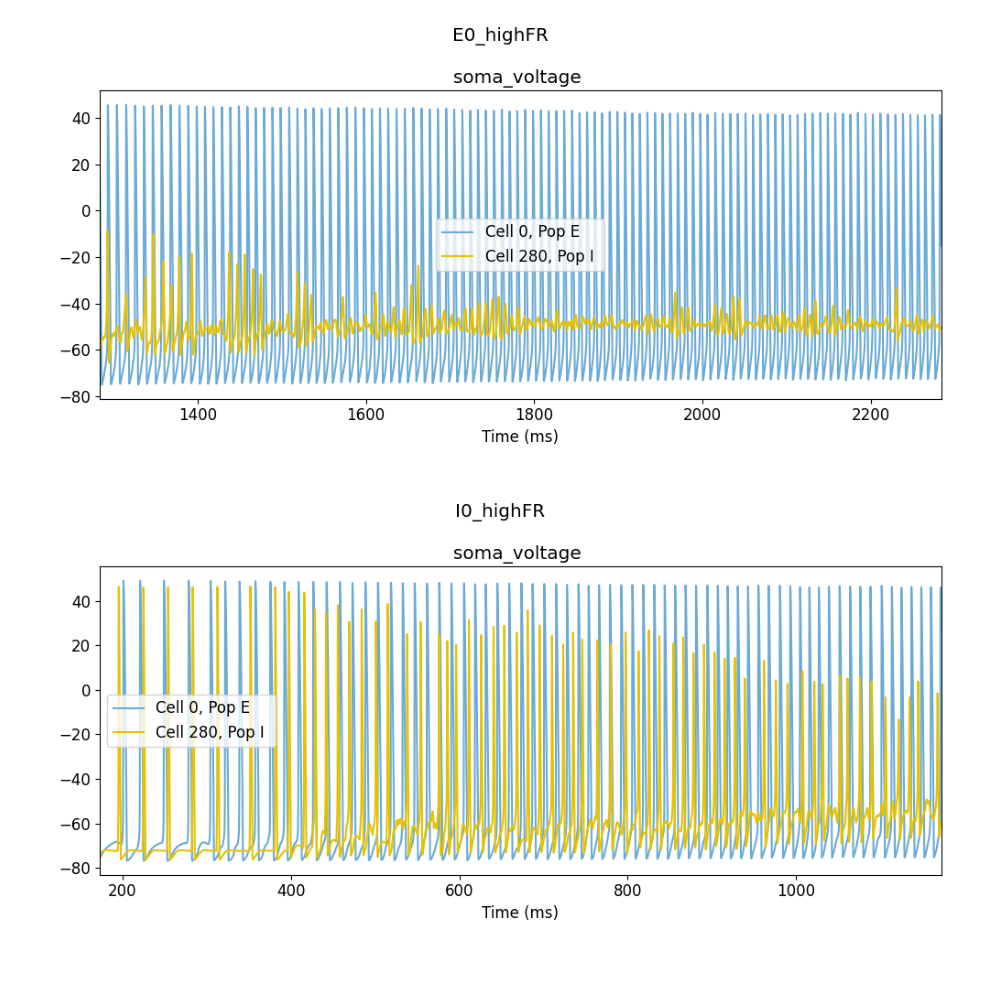 E0_highFR
soma_voltage
40
20
0
−20
−40
−60
−80
Cell 0, Pop E
Cell 280, Pop I
1400 1600 1800 2000 2200
Time (ms)
I0_highFR
soma_voltage
40
20
0
−20
−40
−60
−80
Cell 0, Pop E
Cell 280, Pop I
200 400 600 800 1000
Time (ms)